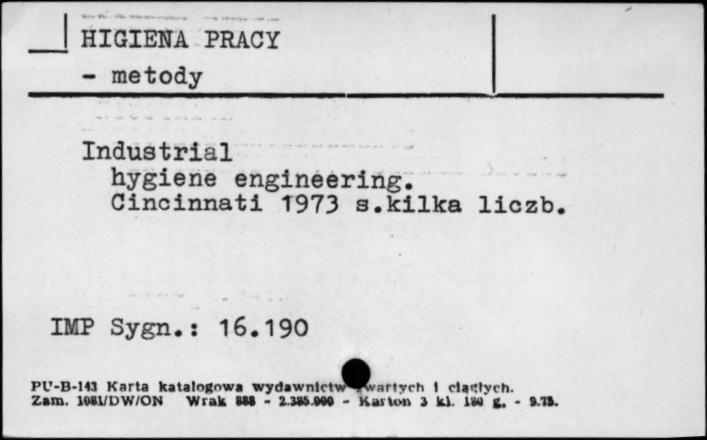 HIGIENA PRACY
- metody
Industrial
hygiene engineering.
Cincinnati 1973 s.kilka liczb.
IMP Sygn.: 16.190
PU-B-143 Karta katalogowa wydawnictw zwartych i ciągłych.
Zam. 1081/DW/ON Wrak 888 - 2.385.000 - Karton 3 kl. 180 g. - 9.75.